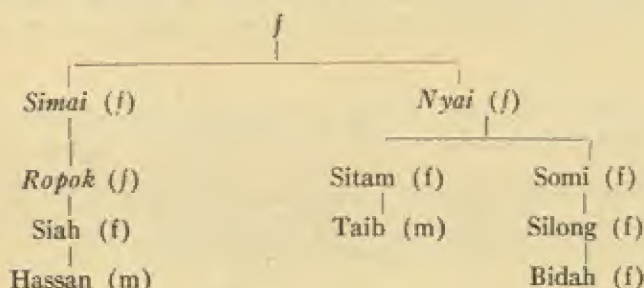 f
Simai (f) Nyai (f)
Ropok (f) Sitam (f) Somi (f)
Siah (f) Taib (m) Silong (f)
Hassan (m) Bidah (f)